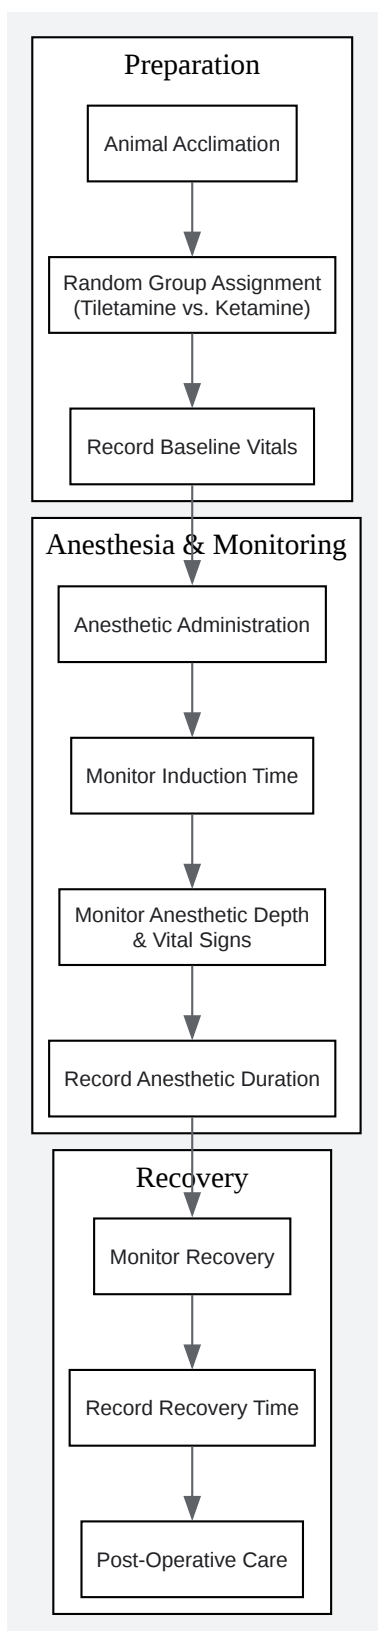 Preparation
Animal Acclimation
Random Group Assignment
(Tiletamine vs. Ketamine)
Record Baseline Vitals
Anesthesia & Monitoring
Anesthetic Administration
Monitor Induction Time
Monitor Anesthetic Depth
& Vital Signs
Record Anesthetic Duration
Recovery
Monitor Recovery
Record Recovery Time
Post-Operative Care